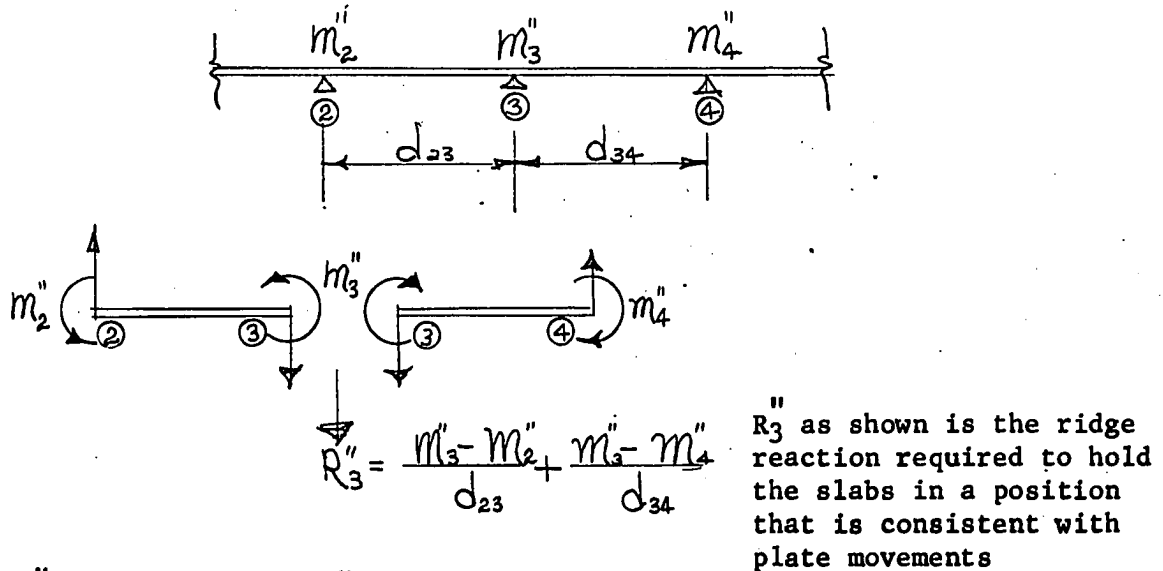 m₂'' m₃'' m₄''
② ③ ④
d₂₃ d₃₄
m₂'' m₃'' m₄''
② ③ ③ ④
R₃'' = (m₃'' - m₂'')/d₂₃ + (m₃'' - m₄'')/d₃₄
R₃'' as shown is the ridge
reaction required to hold
the slabs in a position
that is consistent with
plate movements